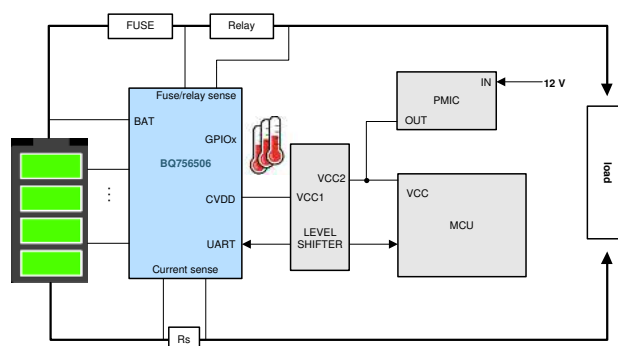 FUSE
Relay
Fuse/relay sense
BAT
GPIOx
BQ756506
CVDD
UART
Current sense
IN
12 V
PMIC
OUT
VCC2
VCC1
LEVEL
SHIFTER
VCC
MCU
load
Rs